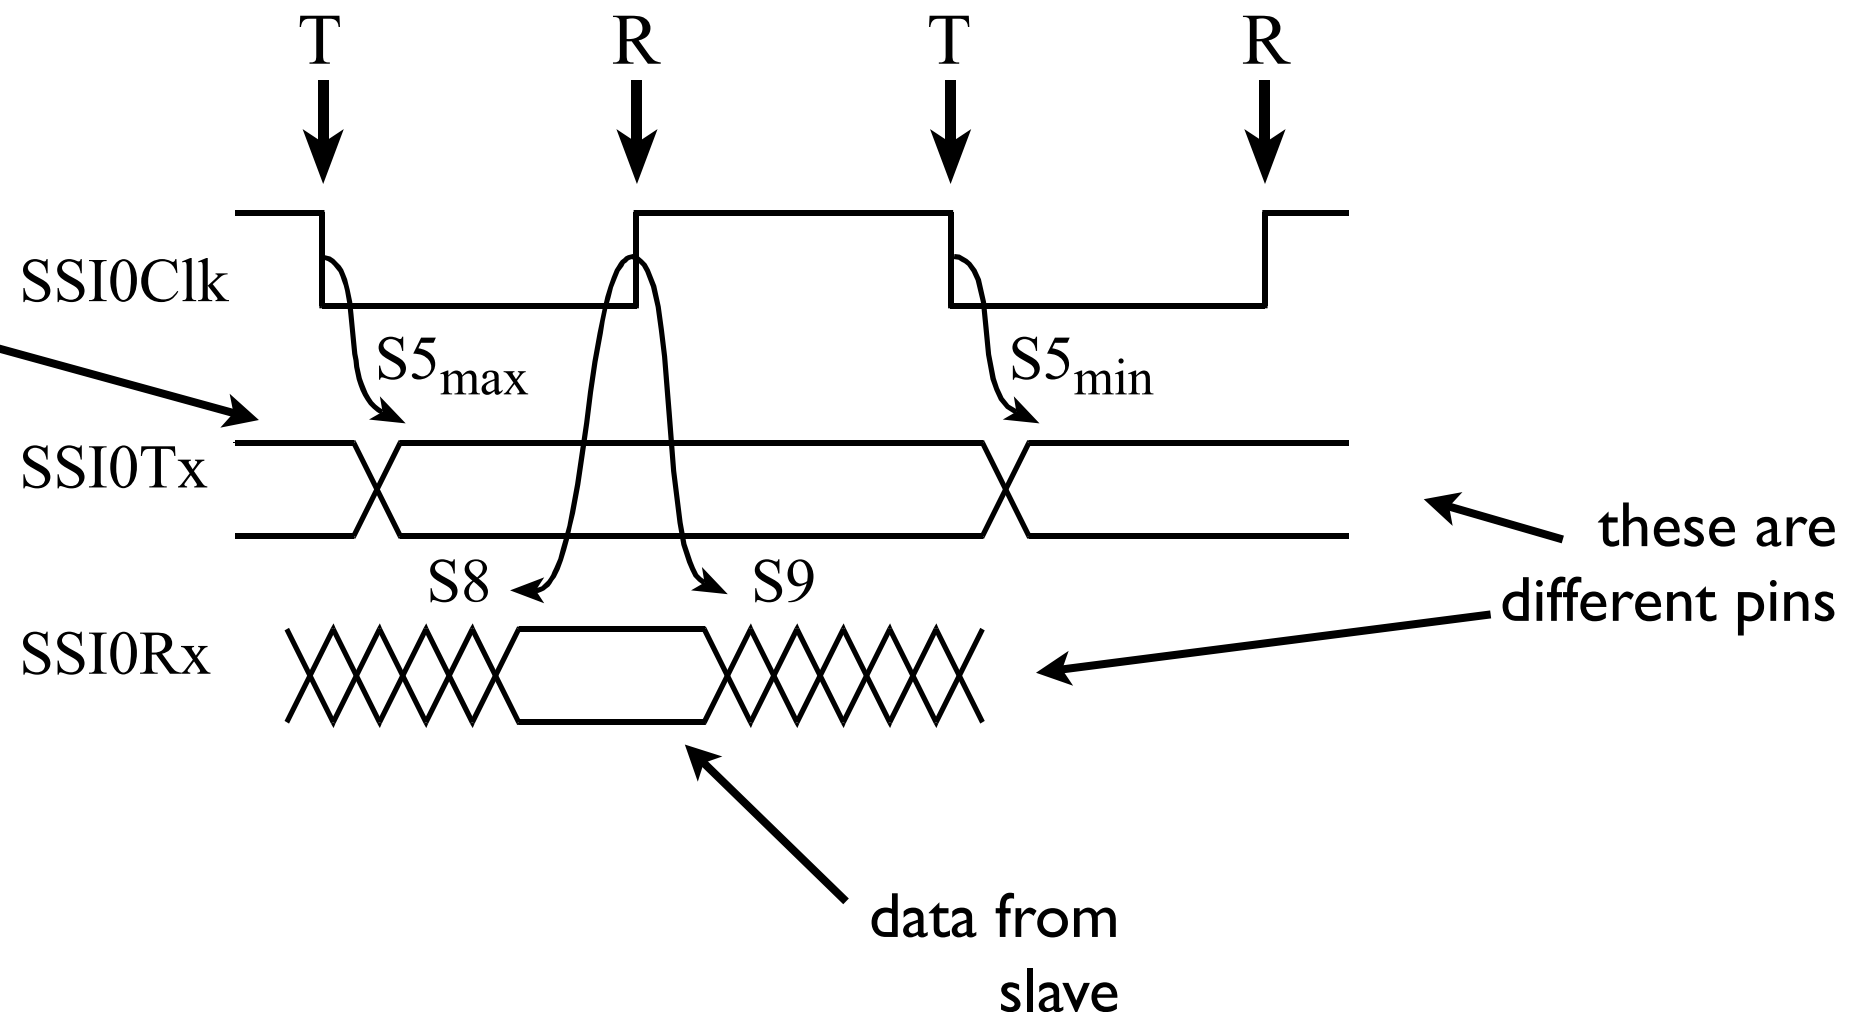 T R T R
SSI0Clk
S5max S5min
SSI0Tx
these are
different pins
S8 S9
SSI0Rx
data from
slave